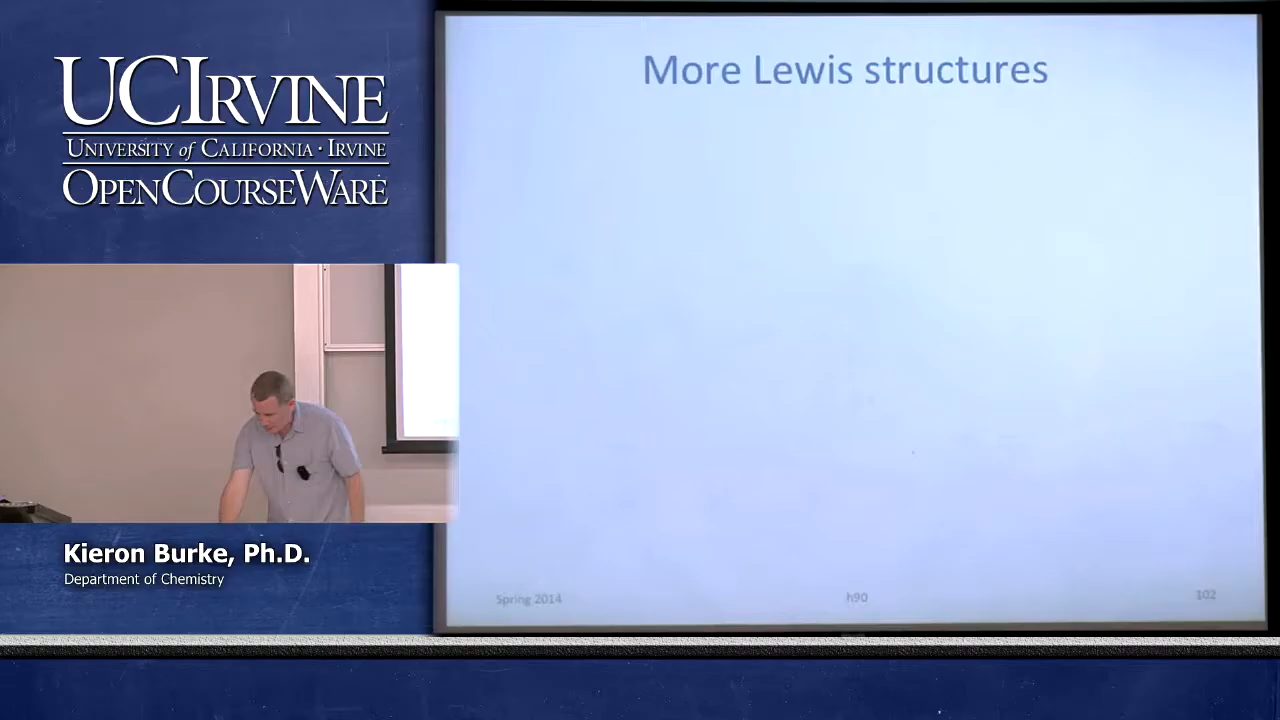 UCIRVINE
UNIVERSITY of CALIFORNIA · IRVINE
OPENCOURSEWARE
More Lewis structures
Kieron Burke, Ph.D.
Department of Chemistry
Spring 2014
h90
102